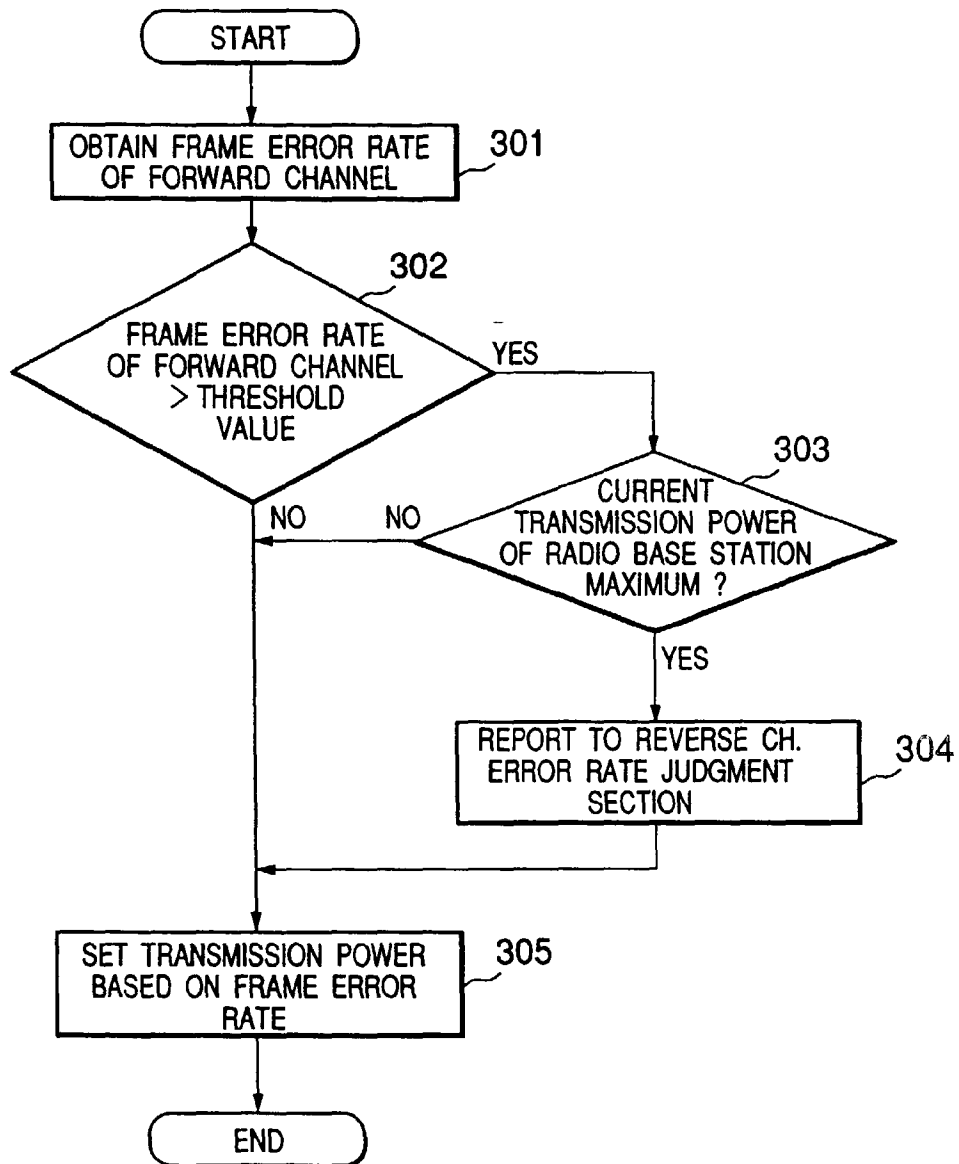 START
OBTAIN FRAME ERROR RATE
OF FORWARD CHANNEL
301
302
FRAME ERROR RATE
OF FORWARD CHANNEL
> THRESHOLD
VALUE
YES
303
CURRENT
TRANSMISSION POWER
OF RADIO BASE STATION
MAXIMUM ?
NO
NO
YES
REPORT TO REVERSE CH.
ERROR RATE JUDGMENT
SECTION
304
SET TRANSMISSION POWER
BASED ON FRAME ERROR
RATE
305
END